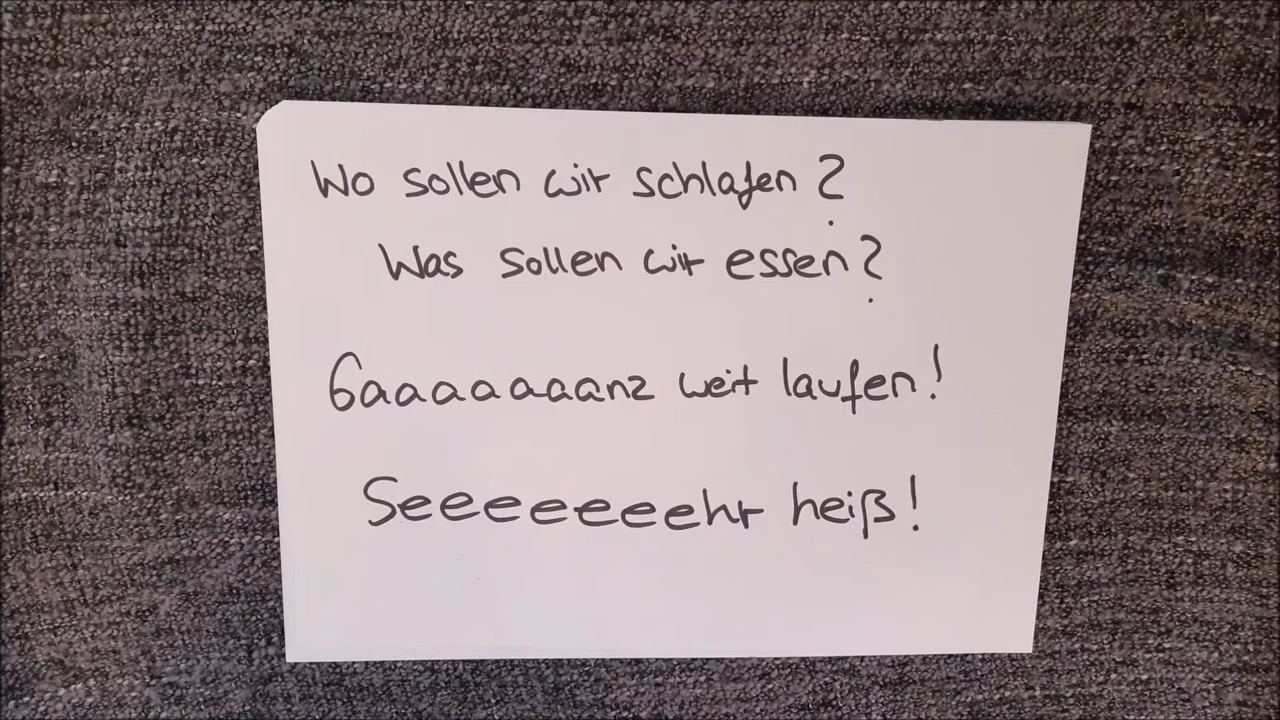 Wo sollen wir schlafen?
Was sollen wir essen?
Gaaaaaaanz weit laufen!
Seeeeeeeehr heiß!